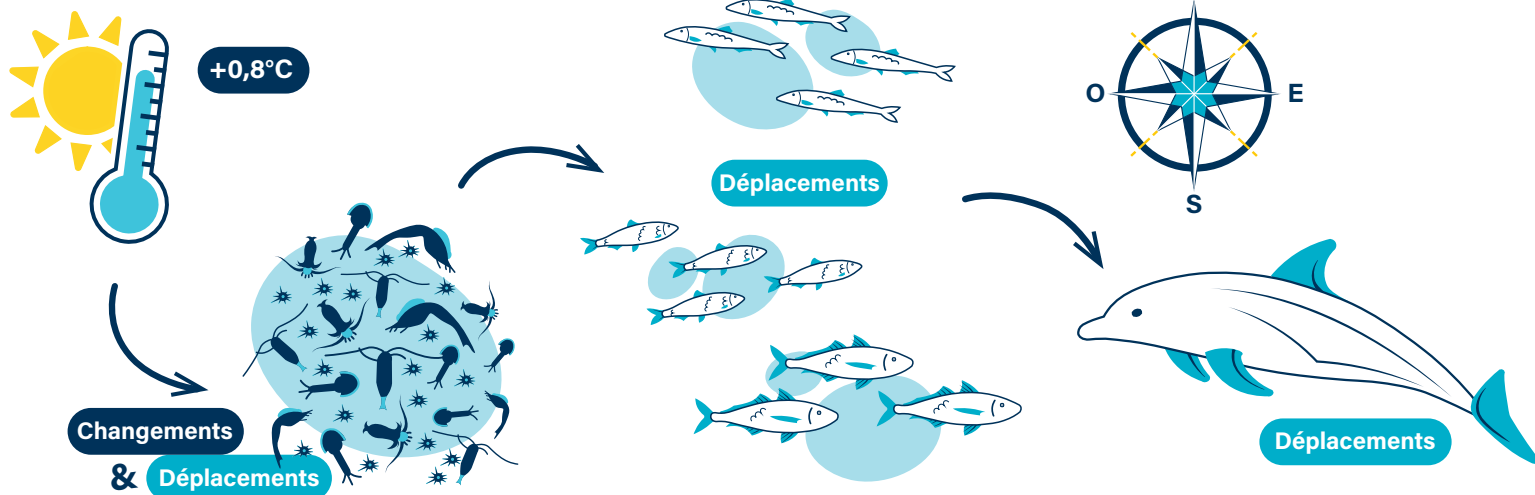 +0,8°C
Déplacements
O
E
S
Changements
& Déplacements
Déplacements